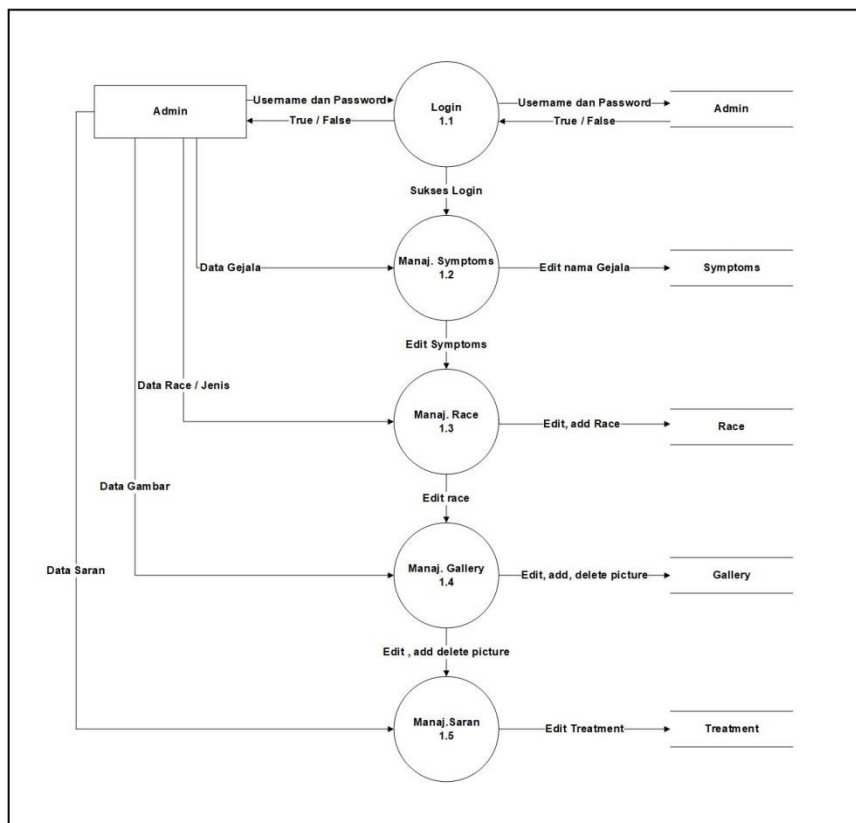 Admin
Username dan Password
True / False
Login
1.1
Username dan Password
True / False
Admin
Sukses Login
Data Gejala
Manaj. Symptoms
1.2
Edit nama Gejala
Symptoms
Edit Symptoms
Data Race / Jenis
Manaj. Race
1.3
Edit, add Race
Race
Data Gambar
Edit race
Data Saran
Manaj. Gallery
1.4
Edit, add, delete picture
Gallery
Edit , add delete picture
Manaj.Saran
1.5
Edit Treatment
Treatment